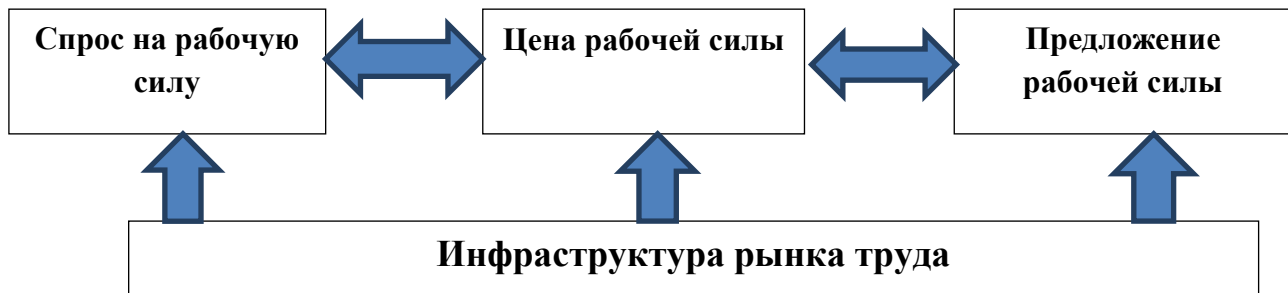 Спрос на рабочую
силу
Цена рабочей силы
Предложение
рабочей силы
Инфраструктура рынка труда